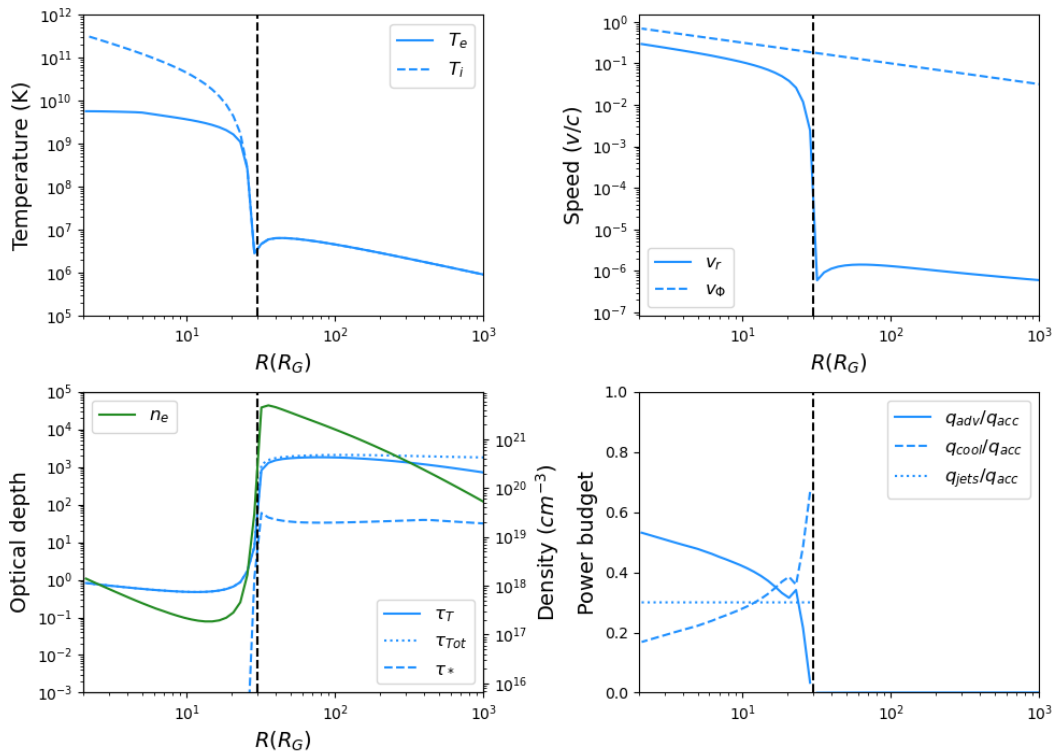 10^12
10^11
10^10
10^9
10^8
10^7
10^6
10^5
Temperature (K)
T_e
T_i
10^1
10^2
10^3
R(R_G)
10^0
10^-1
10^-2
10^-3
10^-4
10^-5
10^-6
10^-7
Speed (v/c)
v_r
v_Φ
10^1
10^2
10^3
R(R_G)
10^5
10^4
10^3
10^2
10^1
10^0
10^-1
10^-2
10^-3
Optical depth
n_e
τ_T
τ_Tot
τ_*
10^21
10^20
10^19
10^18
10^17
10^16
Density (cm^-3)
10^1
10^2
10^3
R(R_G)
1.0
0.8
0.6
0.4
0.2
0.0
Power budget
q_adv/q_acc
q_cool/q_acc
q_jets/q_acc
10^1
10^2
10^3
R(R_G)